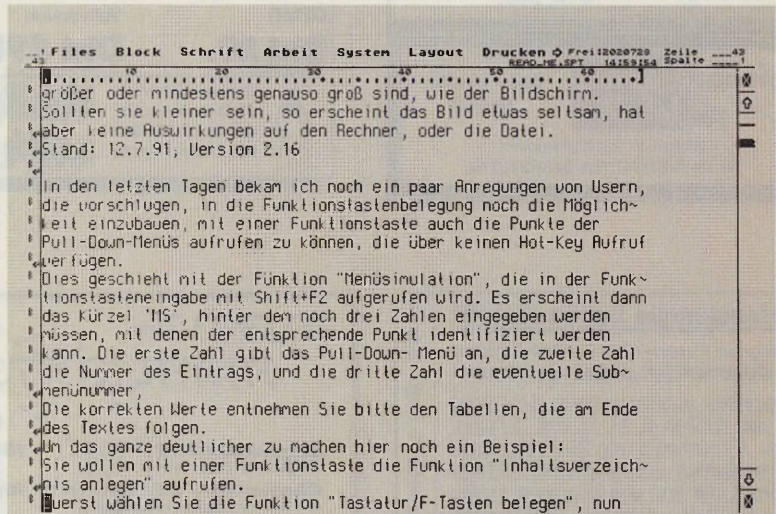 Files Block Schrift Arbeit System Layout Drucken Frei:2020728 Zeile 43
43 READ_ME.SPT 14:59:54 Spalte 1
10 20 30 40 50 60
größer oder mindestens genauso groß sind, wie der Bildschirm.
Sollten sie kleiner sein, so erscheint das Bild etwas seltsam, hat
aber keine Auswirkungen auf den Rechner, oder die Datei.
Stand: 12.7.91, Version 2.16
In den letzten Tagen bekam ich noch ein paar Anregungen von Usern,
die vorschlugen, in die Funktionstastenbelegung noch die Möglich~
keit einzubauen, mit einer Funktionstaste auch die Punkte der
Pull-Down-Menüs aufrufen zu können, die über keinen Hot-Key Aufruf
verfügen.
Dies geschieht mit der Funktion "Menüsimulation", die in der Funk~
tionstasteneingabe mit Shift+F2 aufgerufen wird. Es erscheint dann
das Kürzel 'MS', hinter dem noch drei Zahlen eingegeben werden
müssen, mit denen der entsprechende Punkt identifiziert werden
kann. Die erste Zahl gibt das Pull-Down- Menü an, die zweite Zahl
die Nummer des Eintrags, und die dritte Zahl die eventuelle Sub~
menünummer,
Die korrekten Werte entnehmen Sie bitte den Tabellen, die am Ende
des Textes folgen.
Um das ganze deutlicher zu machen hier noch ein Beispiel:
Sie wollen mit einer Funktionstaste die Funktion "Inhaltsverzeich~
nis anlegen" aufrufen.
Zuerst wählen Sie die Funktion "Tastatur/F-Tasten belegen", nun